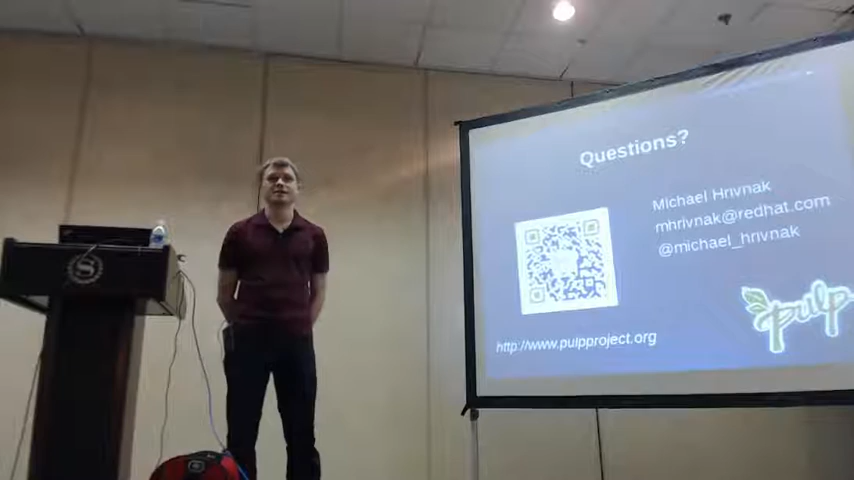 Questions?
Michael Hrivnak
mhrivnak@redhat.com
@michael_hrivnak
pulp
http://www.pulpproject.org
S